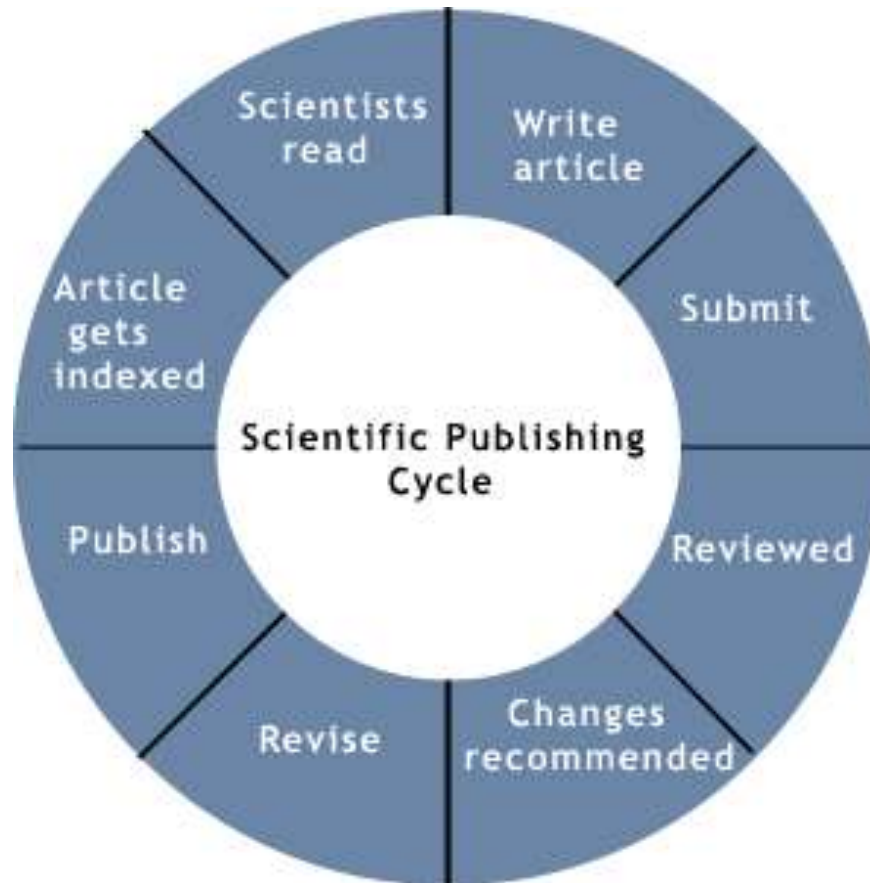 Scientific Publishing
Cycle
Write
article
Submit
Reviewed
Changes
recommended
Revise
Publish
Article
gets
indexed
Scientists
read